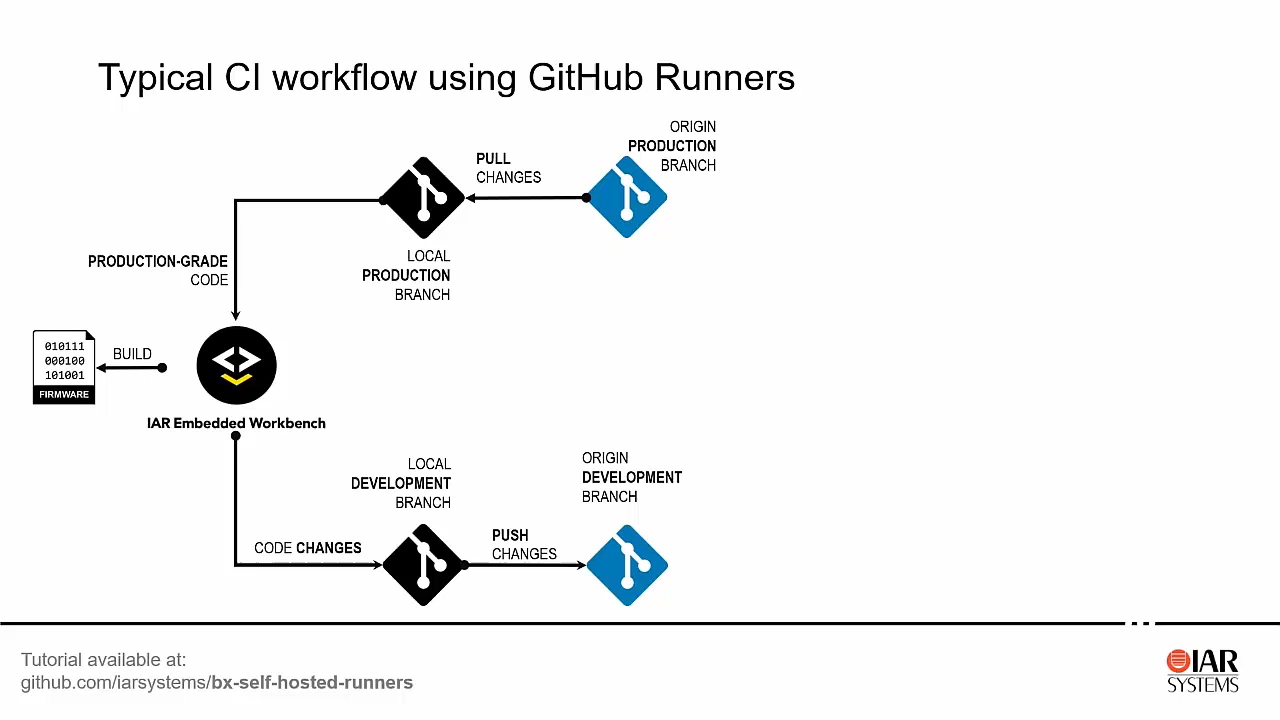 Typical CI workflow using GitHub Runners
ORIGIN
PRODUCTION
BRANCH
PULL
CHANGES
LOCAL
PRODUCTION
BRANCH
PRODUCTION-GRADE
CODE
010111
000100
101001
FIRMWARE
BUILD
IAR Embedded Workbench
LOCAL
DEVELOPMENT
BRANCH
ORIGIN
DEVELOPMENT
BRANCH
CODE CHANGES
PUSH
CHANGES
Tutorial available at:
github.com/iarsystems/bx-self-hosted-runners
IAR
SYSTEMS